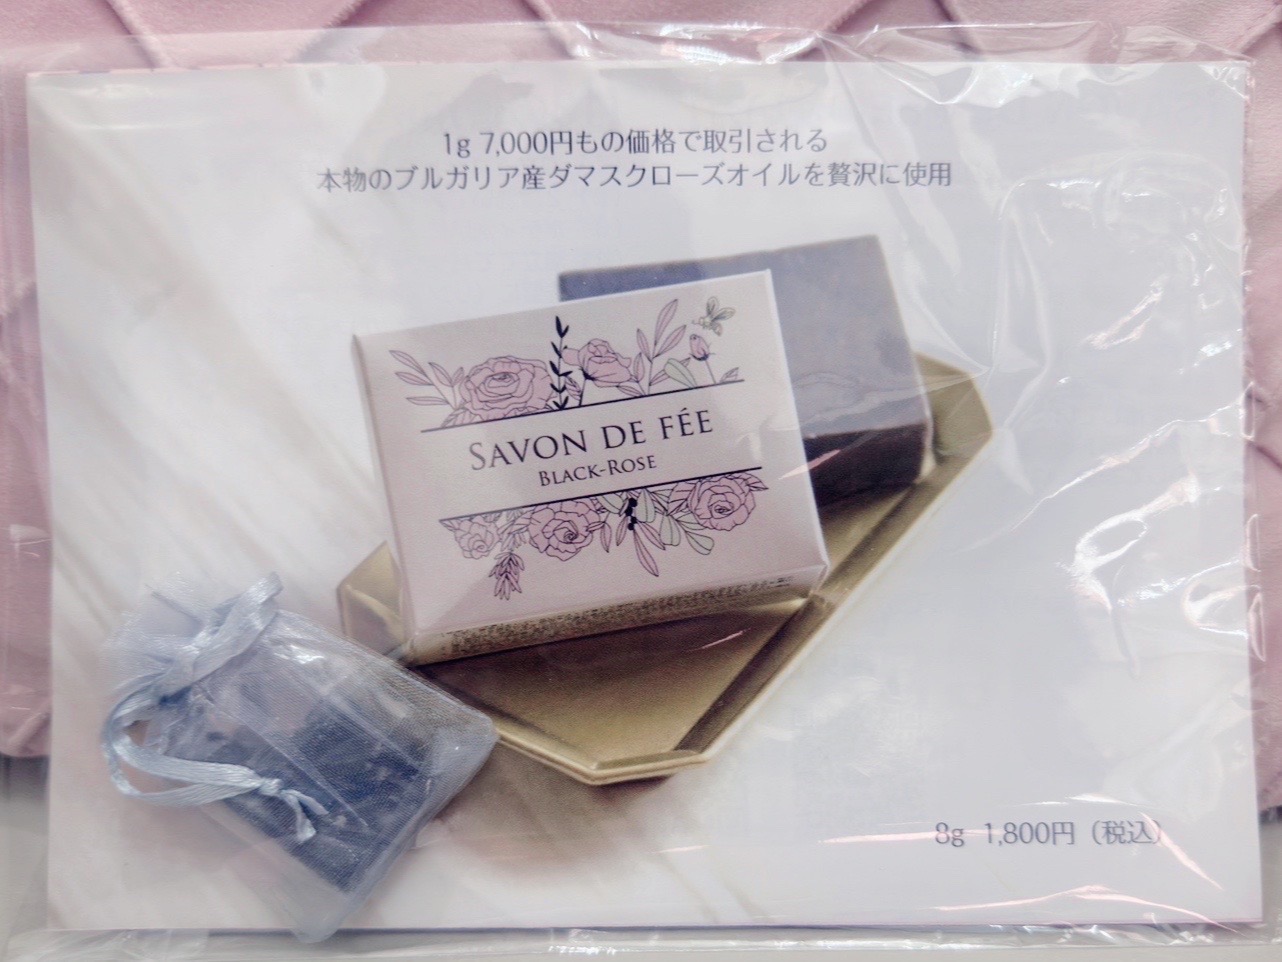 1g 7,000円もの価格で取引される
本物のブルガリア産ダマスクローズオイルを贅沢に使用
SAVON DE FÉE
BLACK-ROSE
8g 1,800円（税込）